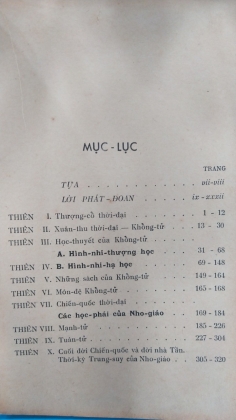 MỤC-LỤC
TRANG
TỰA . . . . . . . . . . vii-viii
LỜI PHÁT-ĐOAN . . . . . . ix-xxxii
THIÊN I. Thượng-cổ thời-đại . . . . . 1 - 12
THIÊN II. Xuân-thu thời-đại — Khổng-tử . . 13 - 30
THIÊN III. Học-thuyết của Khổng-tử . . . .
A. Hình-nhi-thượng học . . . . 31 - 68
THIÊN IV. B. Hình-nhi-hạ học . . . . 69 - 148
THIÊN V. Những sách của Khổng-tử . . . 149-164
THIÊN VI. Môn-đệ Khổng-tử . . . . . 165-168
THIÊN VII. Chiến-quốc thời-đại . . . . .
Các học-phái của Nho-giáo . . 169-184
THIÊN VIII. Mạnh-tử . . . . . . . 185-226
THIÊN IX. Tuân-tử . . . . . . . 227-304
THIÊN X. Cuối đời Chiến-quốc và đời nhà Tần.
Thời-kỳ Trung-suy của Nho-giáo . . 305-320